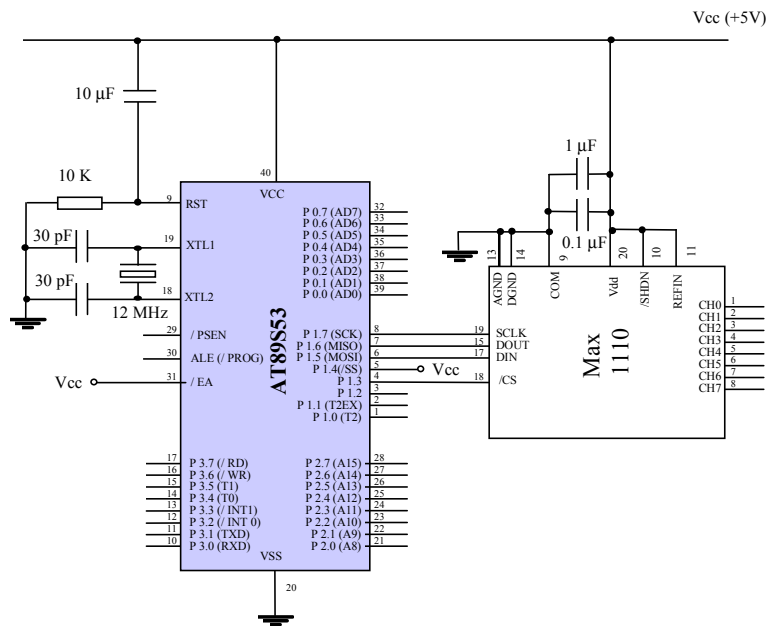 Vcc (+5V)
10 µF
1 µF
40
10 K
VCC
9
RST
P 0.7 (AD7)
32
P 0.6 (AD6)
33
P 0.5 (AD5)
34
P 0.4 (AD4)
35
P 0.3 (AD3)
36
P 0.2 (AD2)
37
P 0.1 (AD1)
38
P 0.0 (AD0)
39
30 pF
19
XTL1
30 pF
18
XTL2
12 MHz
0.1 µF
13
14
9
20
10
11
AGND
DGND
COM
Vdd
/SHDN
REFIN
29
/ PSEN
30
ALE (/ PROG)
Vcc
31
/ EA
AT89S53
P 1.7 (SCK)
8
P 1.6 (MISO)
7
P 1.5 (MOSI)
6
P 1.4(/SS)
5
Vcc
P 1.3
4
P 1.2
3
P 1.1 (T2EX)
2
P 1.0 (T2)
1
19
SCLK
15
DOUT
17
DIN
18
/CS
Max
1110
CH0
1
CH1
2
CH2
3
CH3
4
CH4
5
CH5
6
CH6
7
CH7
8
17
P 3.7 (/ RD)
16
P 3.6 (/ WR)
15
P 3.5 (T1)
14
P 3.4 (T0)
13
P 3.3 (/ INT1)
12
P 3.2 (/ INT 0)
11
P 3.1 (TXD)
10
P 3.0 (RXD)
P 2.7 (A15)
28
P 2.6 (A14)
27
P 2.5 (A13)
26
P 2.4 (A12)
25
P 2.3 (A11)
24
P 2.2 (A10)
23
P 2.1 (A9)
22
P 2.0 (A8)
21
VSS
20